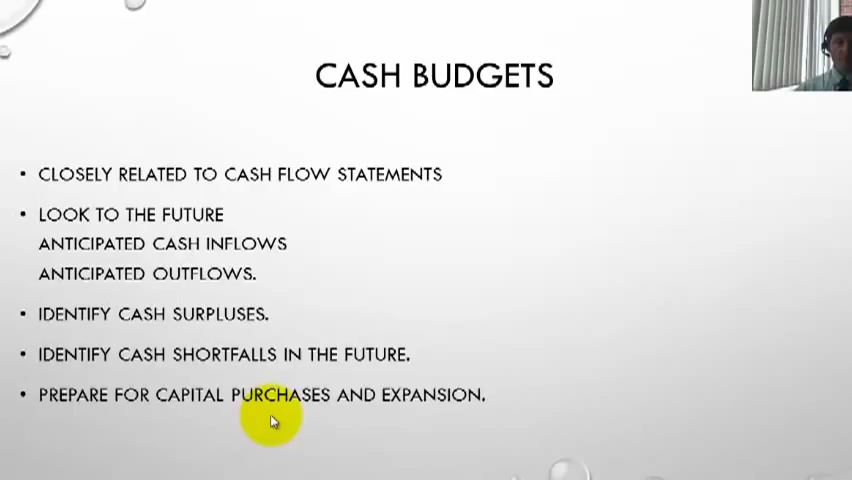 CASH BUDGETS
• CLOSELY RELATED TO CASH FLOW STATEMENTS
• LOOK TO THE FUTURE
ANTICIPATED CASH INFLOWS
ANTICIPATED OUTFLOWS.
• IDENTIFY CASH SURPLUSES.
• IDENTIFY CASH SHORTFALLS IN THE FUTURE.
• PREPARE FOR CAPITAL PURCHASES AND EXPANSION.